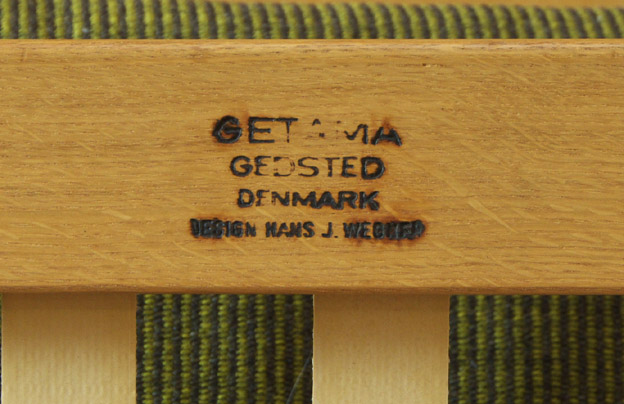 GETAMA
GEDSTED
DENMARK
DESIGN HANS J. WEGNER